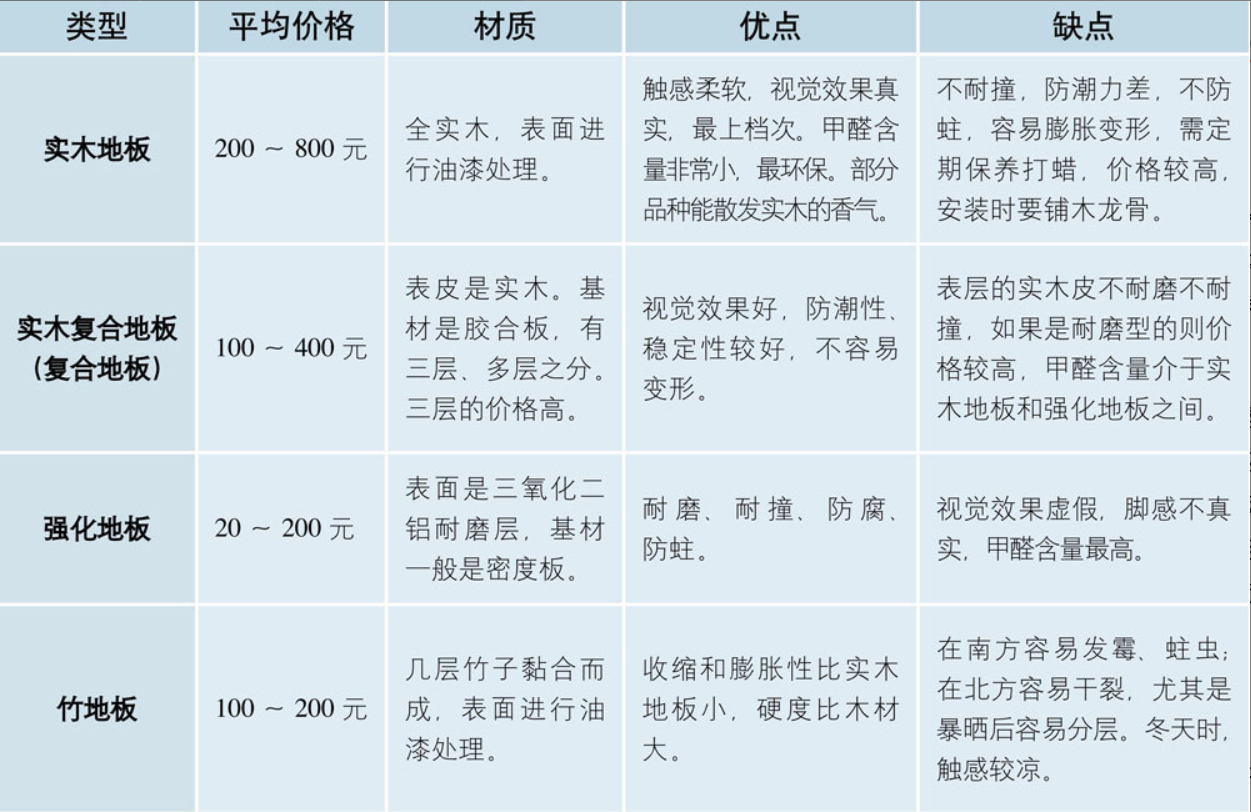 类型
平均价格
材质
优点
缺点
实木地板
200 ~ 800 元
全实木，表面进
行油漆处理。
触感柔软，视觉效果真
实，最上档次。甲醛含
量非常小，最环保。部分
品种能散发实木的香气。
不耐撞，防潮力差，不防
蛀，容易膨胀变形，需定
期保养打蜡，价格较高，
安装时要铺木龙骨。
实木复合地板
（复合地板）
100 ~ 400 元
表皮是实木。基
材是胶合板，有
三层、多层之分。
三层的价格高。
视觉效果好，防潮性、
稳定性较好，不容易
变形。
表层的实木皮不耐磨不耐
撞，如果是耐磨型的则价
格较高，甲醛含量介于实
木地板和强化地板之间。
强化地板
20 ~ 200 元
表面是三氧化二
铝耐磨层，基材
一般是密度板。
耐磨、耐撞、防腐、
防蛀。
视觉效果虚假，脚感不真
实，甲醛含量最高。
竹地板
100 ~ 200 元
几层竹子黏合而
成，表面进行油
漆处理。
收缩和膨胀性比实木
地板小，硬度比木材
大。
在南方容易发霉、蛀虫；
在北方容易干裂，尤其是
暴晒后容易分层。冬天时，
触感较凉。